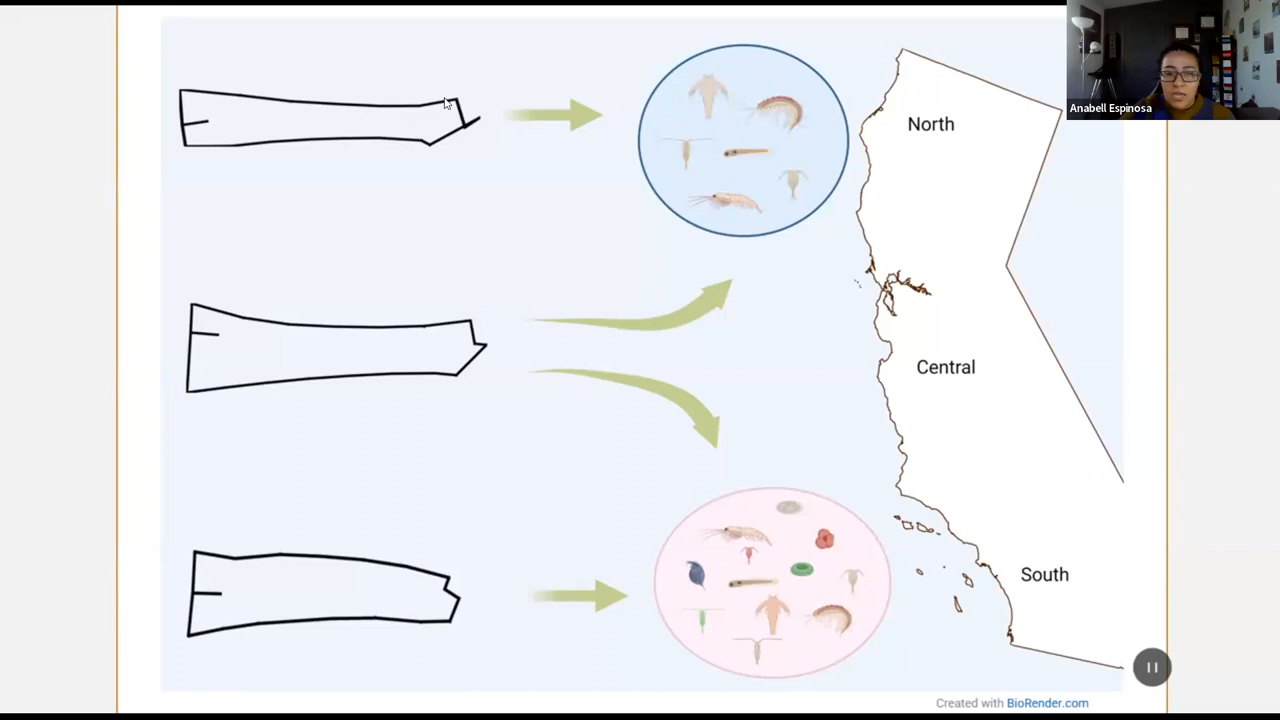 Anabell Espinosa
North
Central
South
Created with BioRender.com